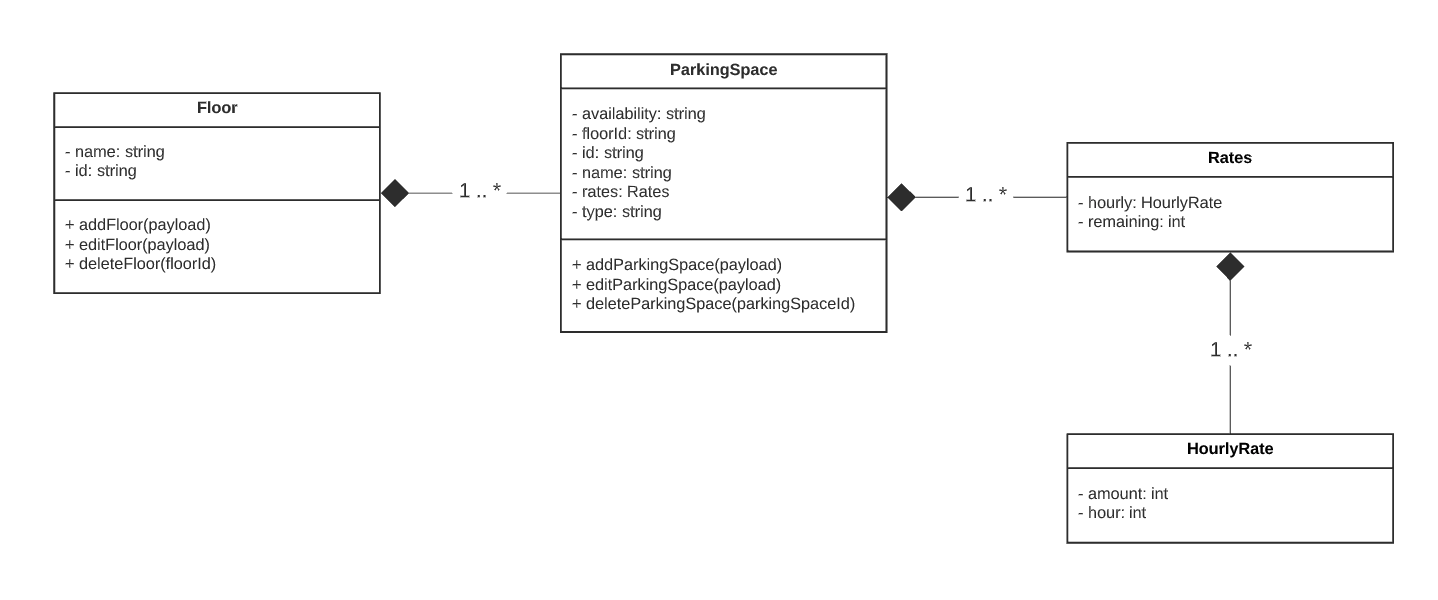 Floor
- name: string
- id: string
+ addFloor(payload)
+ editFloor(payload)
+ deleteFloor(floorId)
1 .. *
ParkingSpace
- availability: string
- floorId: string
- id: string
- name: string
- rates: Rates
- type: string
+ addParkingSpace(payload)
+ editParkingSpace(payload)
+ deleteParkingSpace(parkingSpaceId)
1 .. *
Rates
- hourly: HourlyRate
- remaining: int
1 .. *
HourlyRate
- amount: int
- hour: int